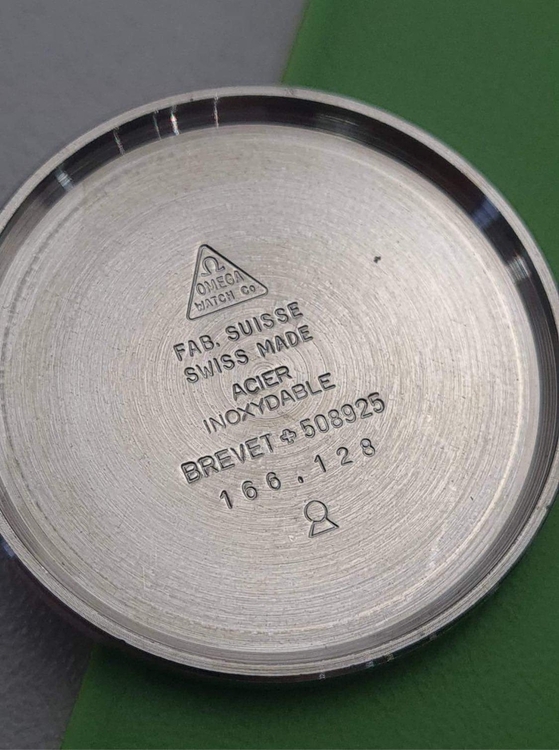 Ω
OMEGA
WATCH Co
FAB. SUISSE
SWISS MADE
ACIER
INOXYDABLE
BREVET ✚ 508925
166.128